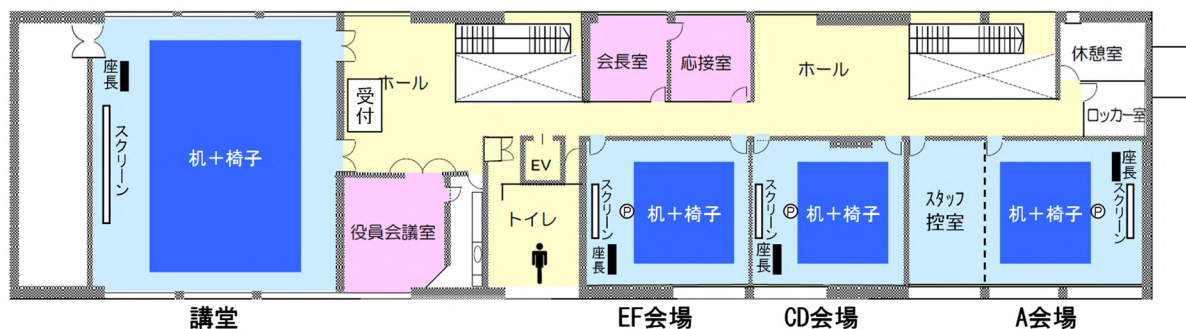 座長
スクリーン
机+椅子
ホール
受付
会長室
応接室
ホール
休憩室
ロッカー室
役員会議室
EV
トイレ
スクリーン
P
座長
机+椅子
スクリーン
P
座長
机+椅子
スタッフ
控室
机+椅子
P
座長
スクリーン
講堂
EF会場
CD会場
A会場